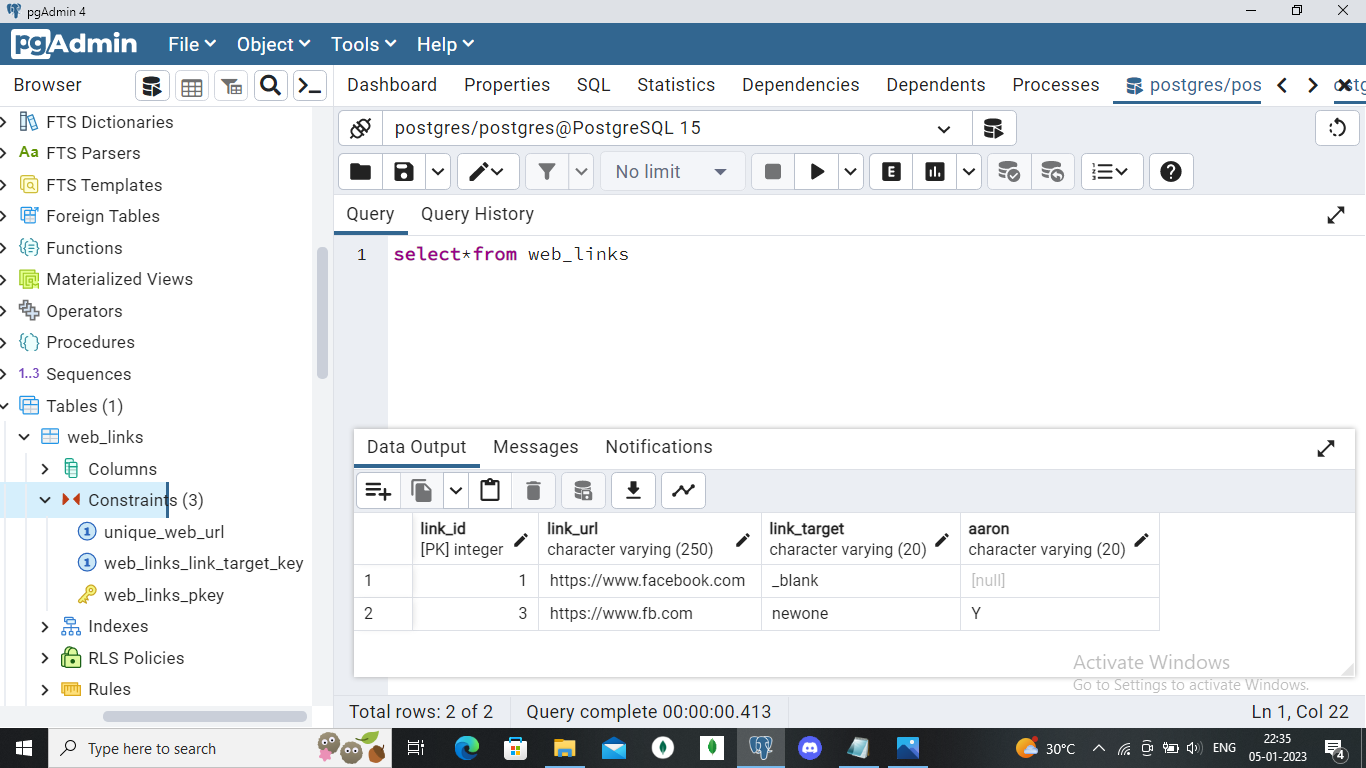 pgAdmin 4
pgAdmin File Object Tools Help
Browser
Dashboard Properties SQL Statistics Dependencies Dependents Processes postgres/pos
FTS Dictionaries
Aa FTS Parsers
FTS Templates
Foreign Tables
Functions
Materialized Views
Operators
Procedures
1..3 Sequences
Tables (1)
web_links
Columns
Constraints (3)
unique_web_url
web_links_link_target_key
web_links_pkey
Indexes
RLS Policies
Rules
postgres/postgres@PostgreSQL 15
No limit
E
Query Query History
1 select*from web_links
Data Output Messages Notifications
link_id link_url link_target aaron
[PK] integer character varying (250) character varying (20) character varying (20)
1 1 https://www.facebook.com _blank [null]
2 3 https://www.fb.com newone Y
Activate Windows
Go to Settings to activate Windows.
Total rows: 2 of 2 Query complete 00:00:00.413 Ln 1, Col 22
Type here to search
30°C ENG 22:35
05-01-2023
4